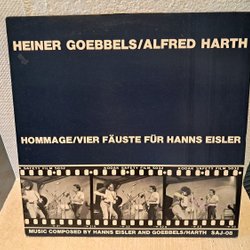 HEINER GOEBBELS/ALFRED HARTH
HOMMAGE/VIER FÄUSTE FÜR HANNS EISLER
MUSIC COMPOSED BY HANNS EISLER AND GOEBBELS/HARTH SAJ-08